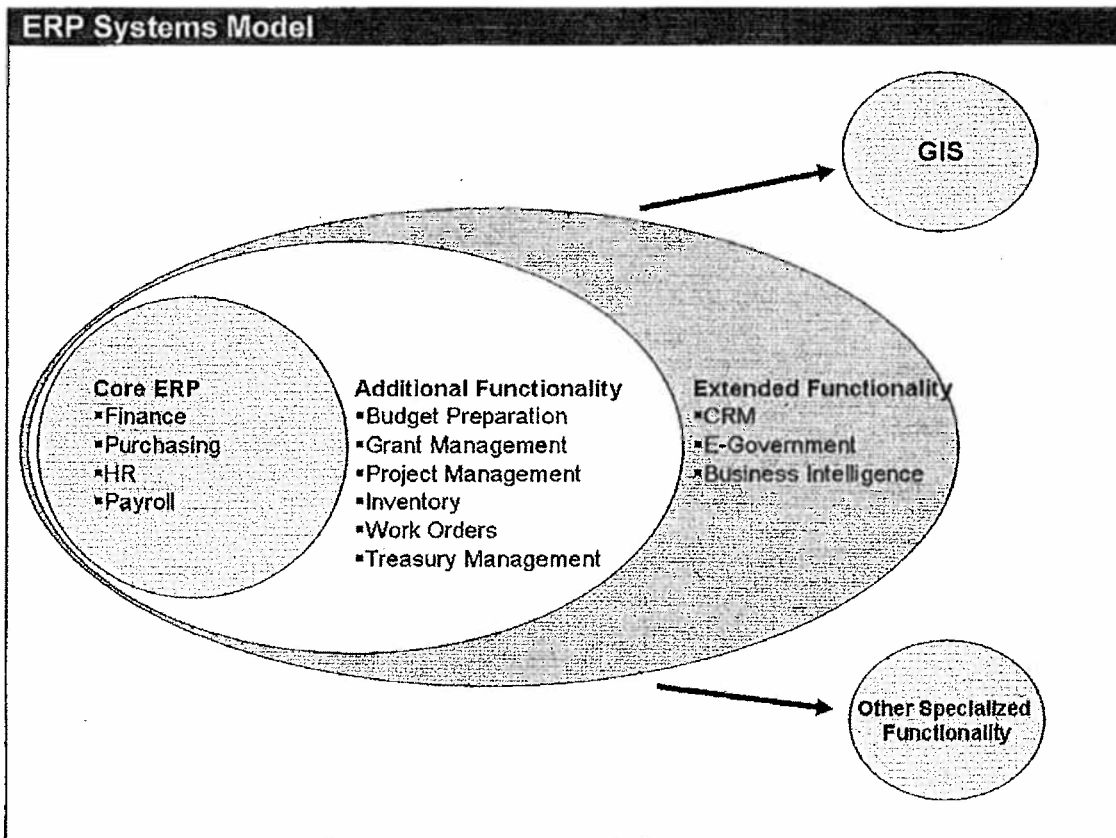 ERP Systems Model
GIS
Core ERP
▪Finance
▪Purchasing
▪HR
▪Payroll
Additional Functionality
▪Budget Preparation
▪Grant Management
▪Project Management
▪Inventory
▪Work Orders
▪Treasury Management
Extended Functionality
▪CRM
▪E-Government
▪Business Intelligence
Other Specialized
Functionality